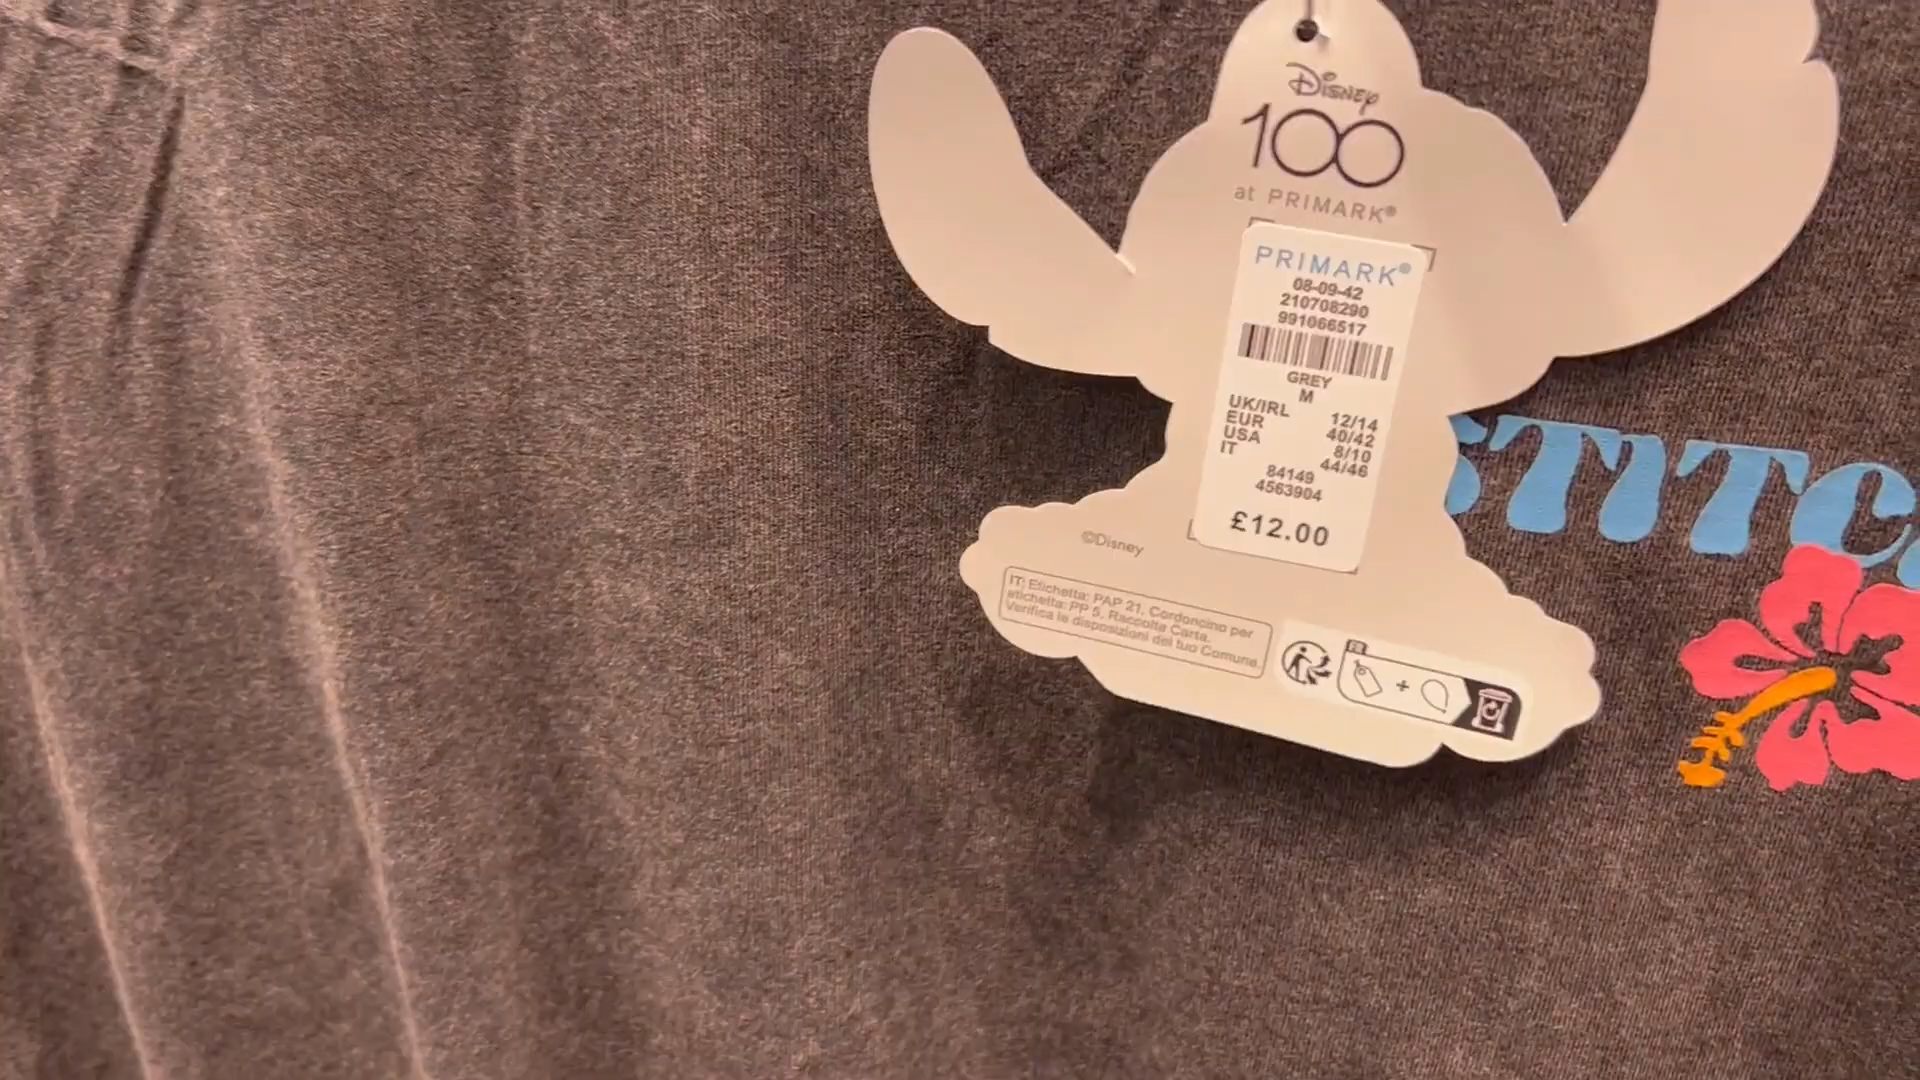 Disney
100
at PRIMARK®
PRIMARK®
08-09-42
210708290
991066517
GREY
M
UK/IRL 12/14
EUR 40/42
USA 8/10
IT 44/46
84149
4563904
£12.00
©Disney
IT: Etichetta: PAP 21. Cordoncino per
etichetta: PP 5. Raccolta Carta.
Verifica le disposizioni del tuo Comune.
FR
+
STITC